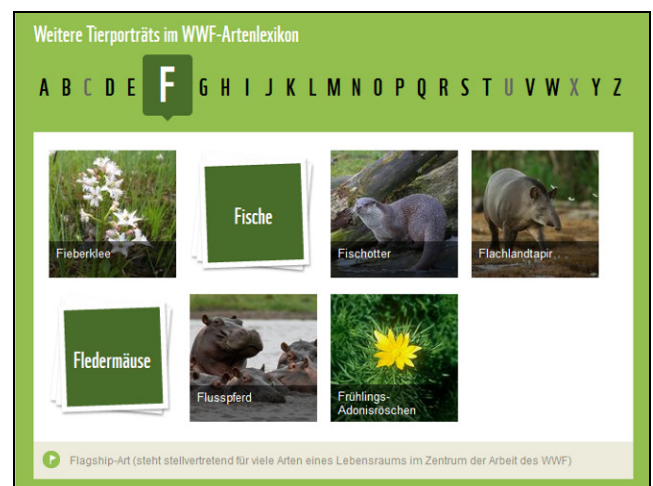 Weitere Tierporträts im WWF-Artenlexikon
A B C D E F G H I J K L M N O P Q R S T U V W X Y Z
Fieberklee
Fische
Fischotter
Flachlandtapir...
Fledermäuse
Flusspferd
Frühlings-
Adonisröschen
Flagship-Art (steht stellvertretend für viele Arten eines Lebensraums im Zentrum der Arbeit des WWF)